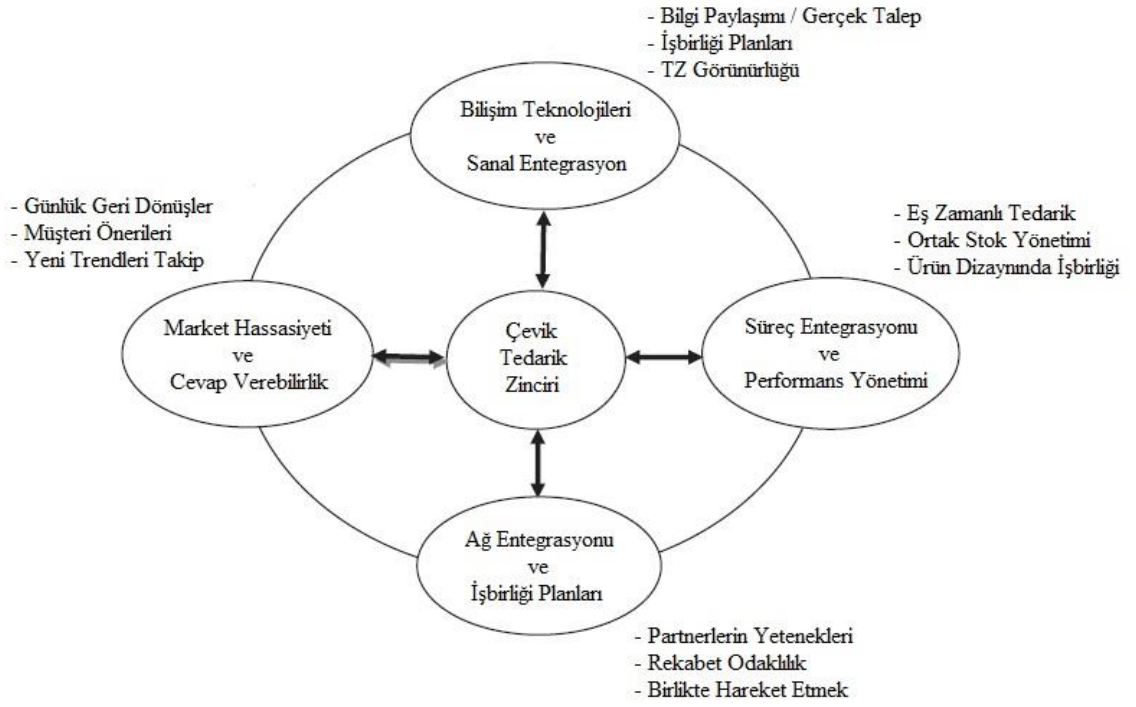 - Bilgi Paylaşımı / Gerçek Talep
- İşbirliği Planları
- TZ Görünürlüğü
Bilişim Teknolojileri
ve
Sanal Entegrasyon
- Günlük Geri Dönüşler
- Müşteri Önerileri
- Yeni Trendleri Takip
- Eş Zamanlı Tedarik
- Ortak Stok Yönetimi
- Ürün Dizaynında İşbirliği
Market Hassasiyeti
ve
Cevap Verebilirlik
Çevik
Tedarik
Zinciri
Süreç Entegrasyonu
ve
Performans Yönetimi
Ağ Entegrasyonu
ve
İşbirliği Planları
- Partnerlerin Yetenekleri
- Rekabet Odaklılık
- Birlikte Hareket Etmek